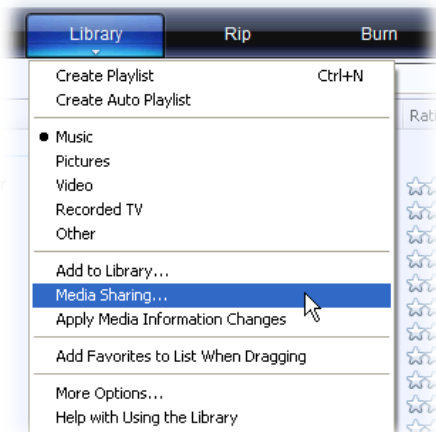 Library Rip Burn
Create Playlist Ctrl+N
Create Auto Playlist
Music
Pictures
Video
Recorded TV
Other
Add to Library...
Media Sharing...
Apply Media Information Changes
Add Favorites to List When Dragging
More Options...
Help with Using the Library